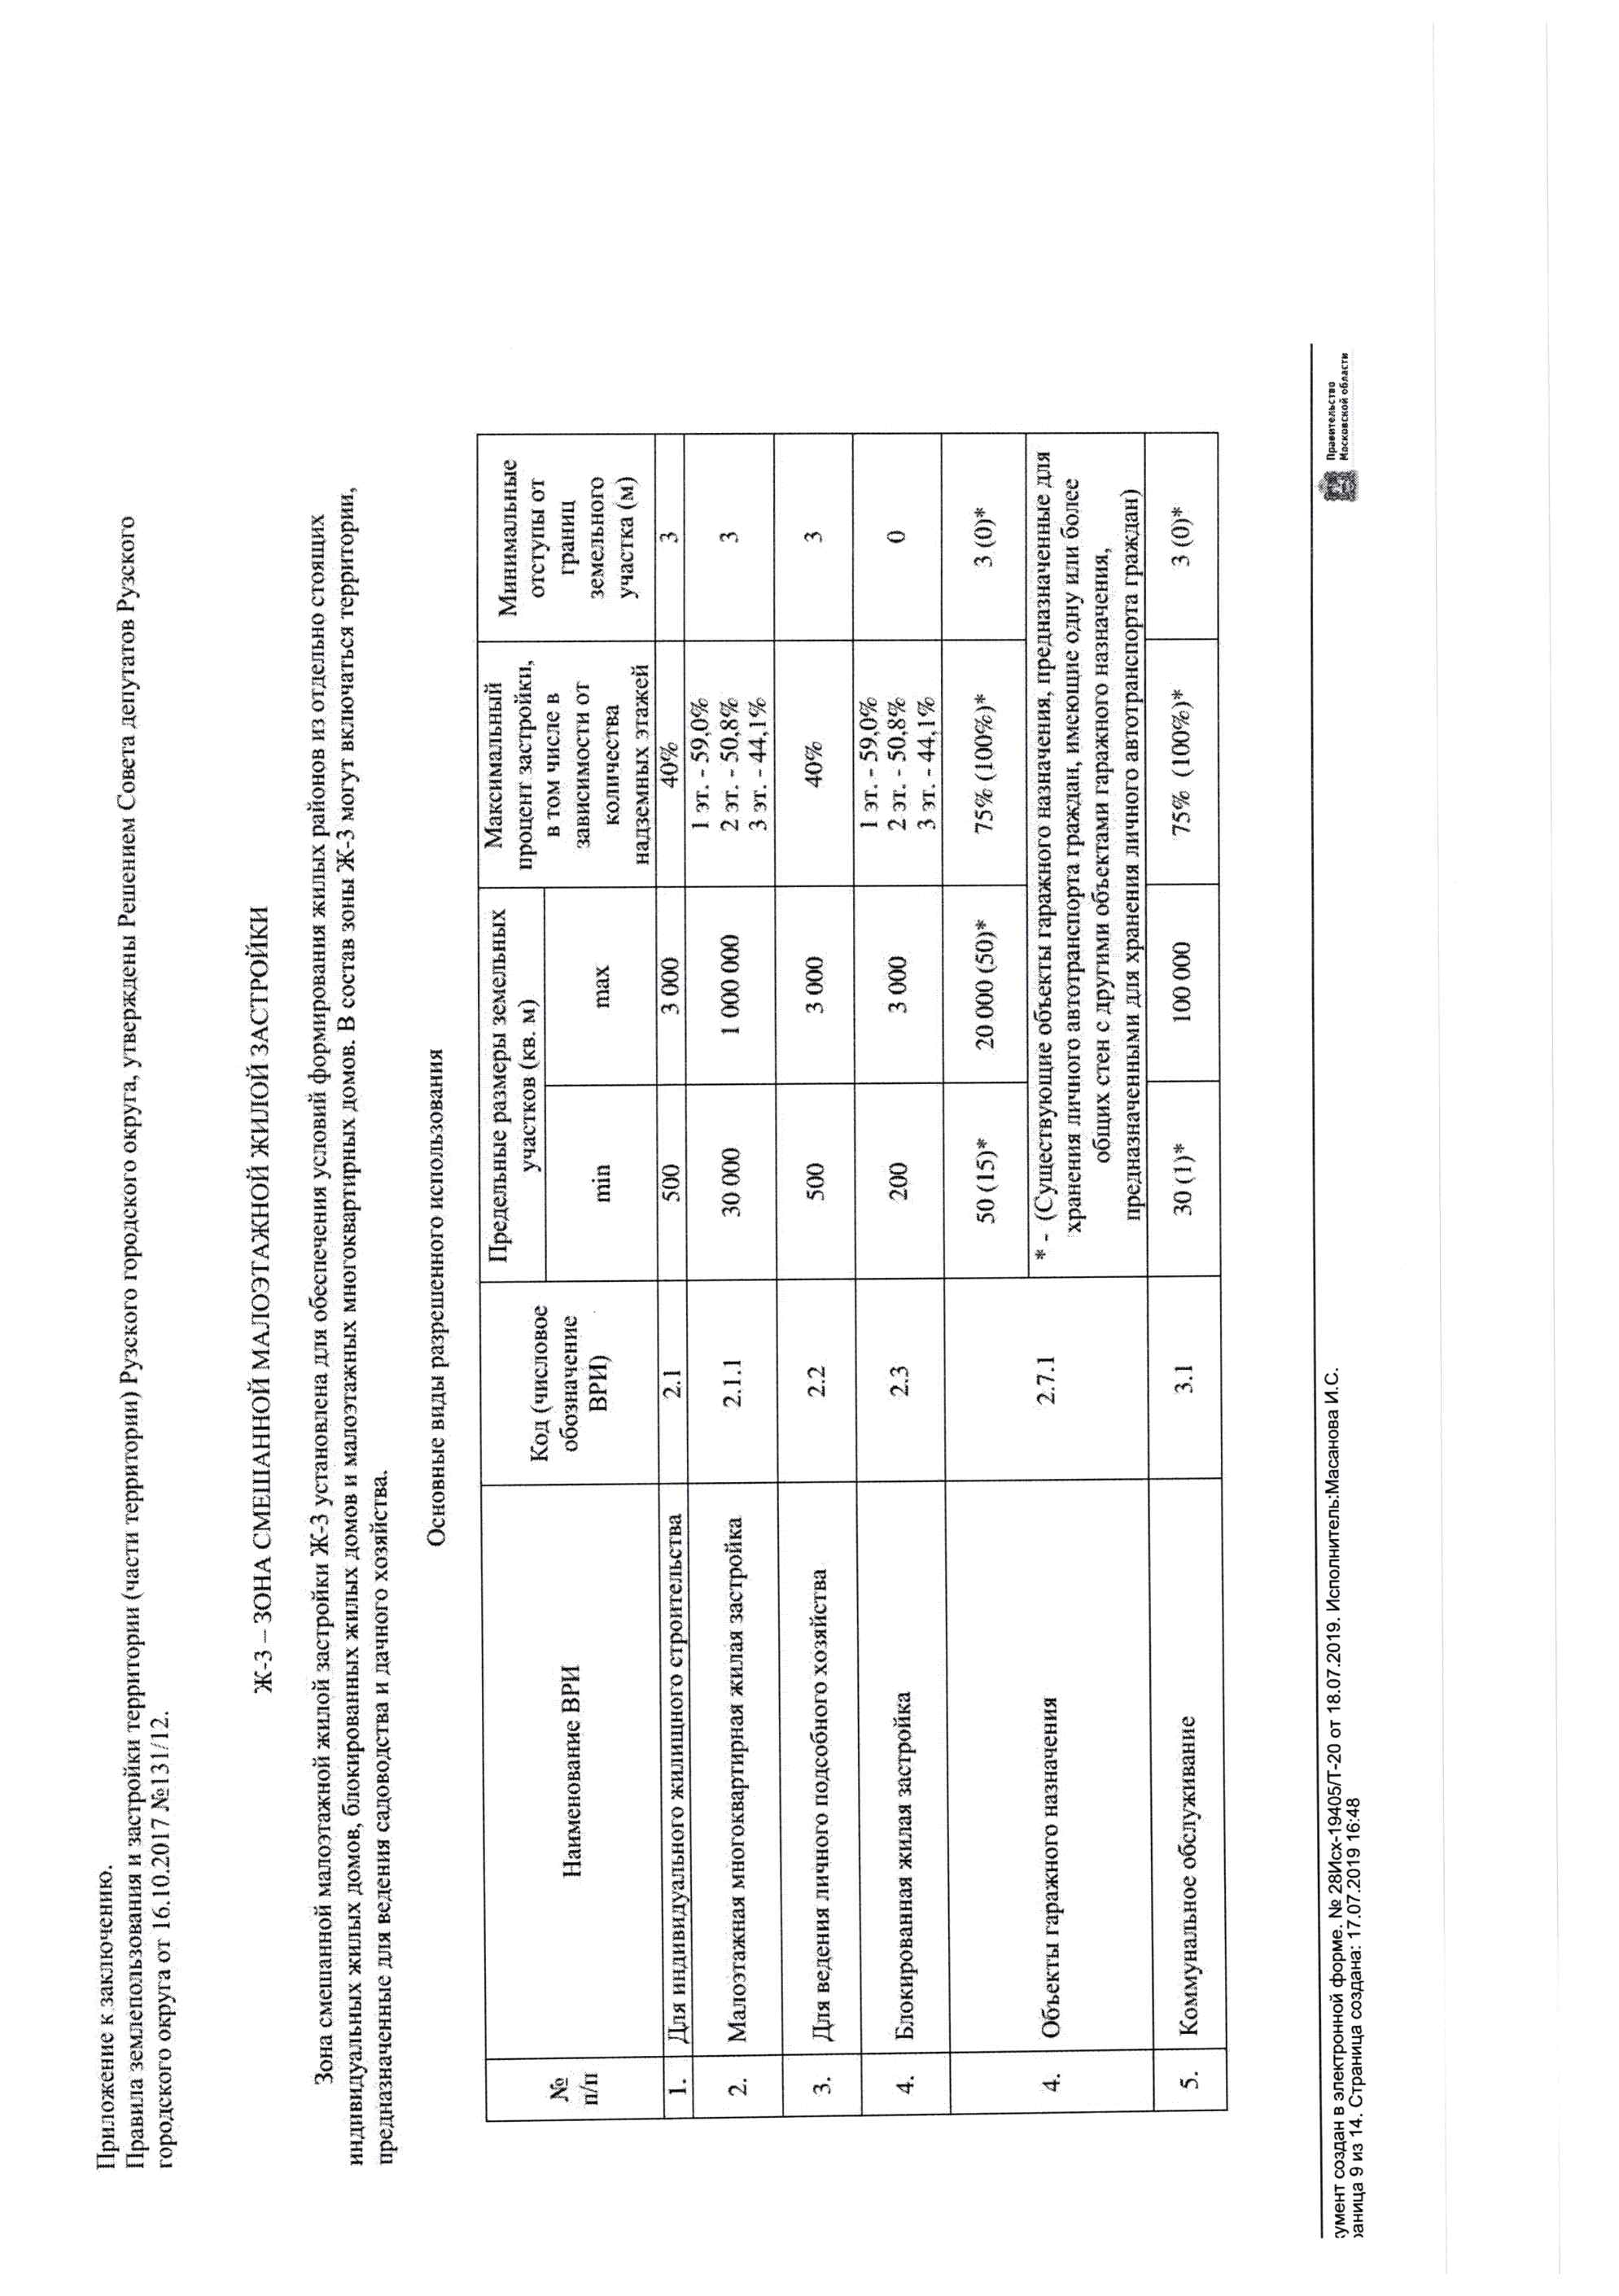 Приложение к заключению.
Правила землепользования и застройки территории (части территории) Рузского городского округа, утверждены Решением Совета депутатов Рузского
городского округа от 16.10.2017 №131/12.
Ж-3 – ЗОНА СМЕШАННОЙ МАЛОЭТАЖНОЙ ЖИЛОЙ ЗАСТРОЙКИ
Зона смешанной малоэтажной жилой застройки Ж-3 установлена для обеспечения условий формирования жилых районов из отдельно стоящих
индивидуальных жилых домов, блокированных жилых домов и малоэтажных многоквартирных домов. В состав зоны Ж-3 могут включаться территории,
предназначенные для ведения садоводства и дачного хозяйства.
Основные виды разрешенного использования
№
п/п
Наименование ВРИ
Код (числовое
обозначение
ВРИ)
Предельные размеры земельных
участков (кв. м)
min
max
Максимальный
процент застройки,
в том числе в
зависимости от
количества
надземных этажей
Минимальные
отступы от
границ
земельного
участка (м)
1. Для индивидуального жилищного строительства 2.1 500 3 000 40% 3
2. Малоэтажная многоквартирная жилая застройка 2.1.1 30 000 1 000 000
1 эт. - 59,0%
2 эт. - 50,8%
3 эт. - 44,1%
3
3. Для ведения личного подсобного хозяйства 2.2 500 3 000 40% 3
4. Блокированная жилая застройка 2.3 200 3 000
1 эт. - 59,0%
2 эт. - 50,8%
3 эт. - 44,1%
0
4. Объекты гаражного назначения 2.7.1 50 (15)* 20 000 (50)* 75% (100%)* 3 (0)*
* - (Существующие объекты гаражного назначения, предназначенные для
хранения личного автотранспорта граждан, имеющие одну или более
общих стен с другими объектами гаражного назначения,
предназначенными для хранения личного автотранспорта граждан)
5. Коммунальное обслуживание 3.1 30 (1)* 100 000 75% (100%)* 3 (0)*
умент создан в электронной форме. № 28Исх-19405/Т-20 от 18.07.2019. Исполнитель:Масанова И.С.
аница 9 из 14. Страница создана: 17.07.2019 16:48
Правительство
Московской области